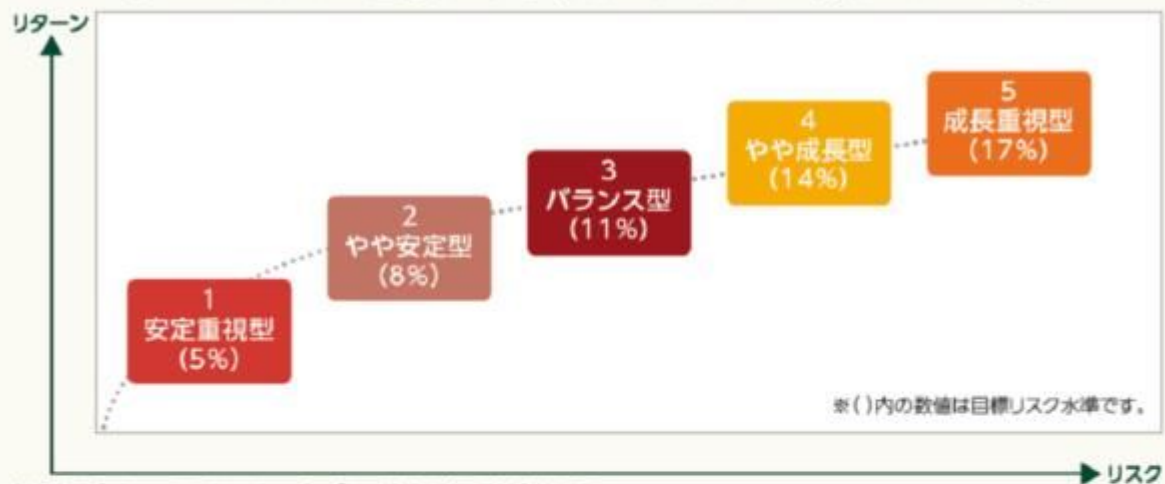 リターン
5
成長重視型
(17%)
4
やや成長型
(14%)
3
バランス型
(11%)
2
やや安定型
(8%)
1
安定重視型
(5%)
※( )内の数値は目標リスク水準です。
リスク